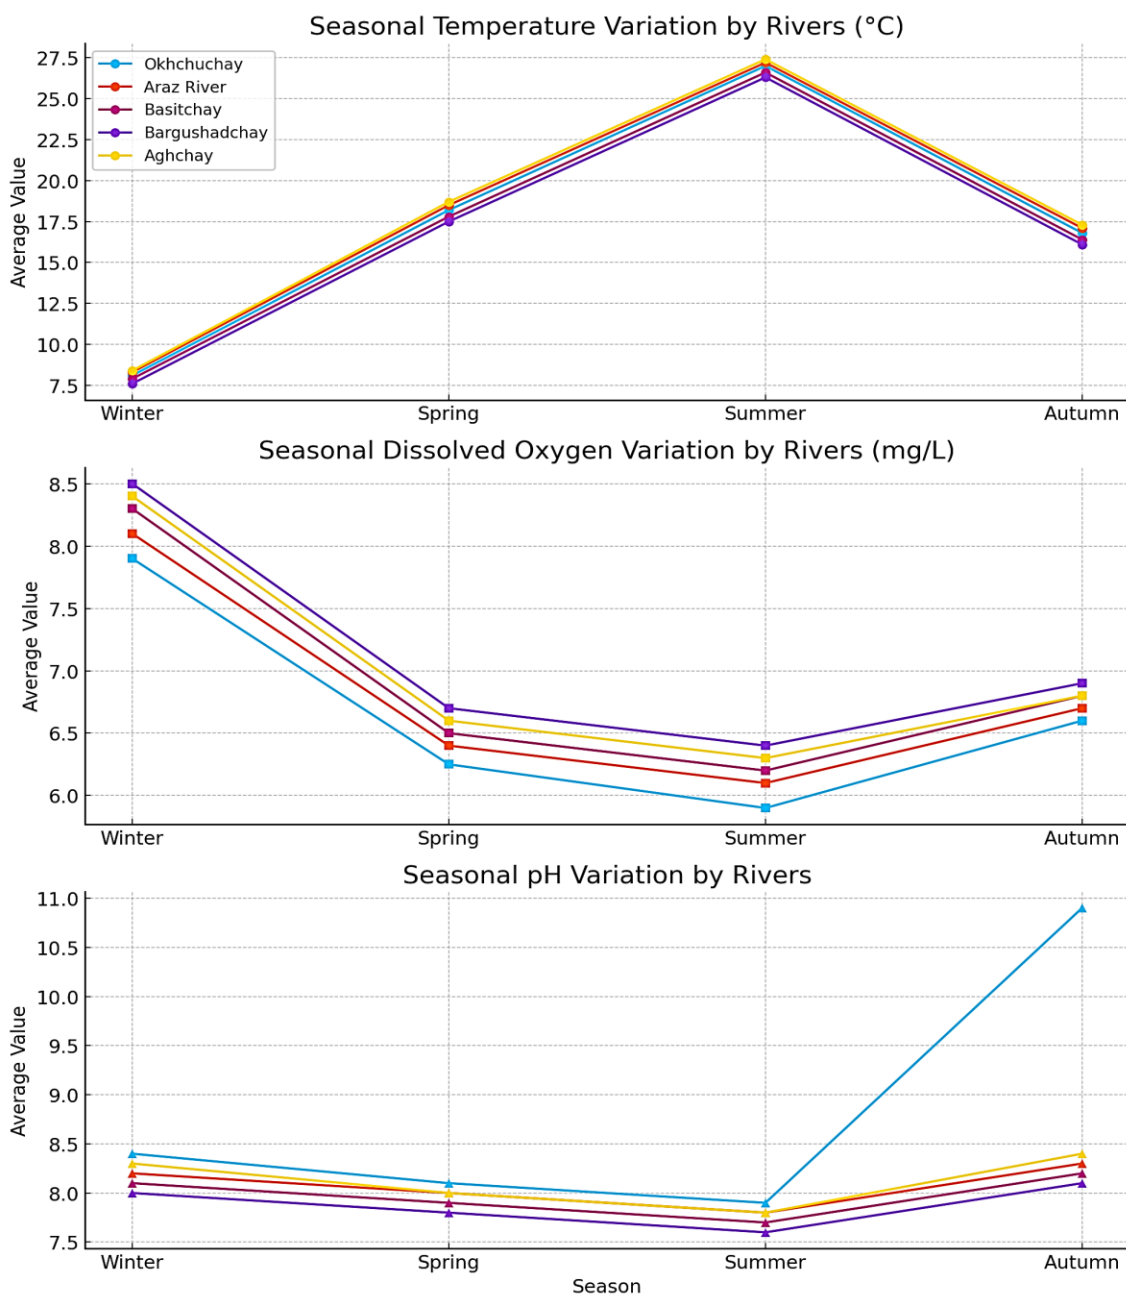 Seasonal Temperature Variation by Rivers (°C)
27.5
25.0
22.5
20.0
17.5
15.0
12.5
10.0
7.5
Average Value
Okhchuchay
Araz River
Basitchay
Bargushadchay
Aghchay
Winter Spring Summer Autumn
Seasonal Dissolved Oxygen Variation by Rivers (mg/L)
8.5
8.0
7.5
7.0
6.5
6.0
Average Value
Winter Spring Summer Autumn
Seasonal pH Variation by Rivers
11.0
10.5
10.0
9.5
9.0
8.5
8.0
7.5
Average Value
Winter Spring Summer Autumn
Season